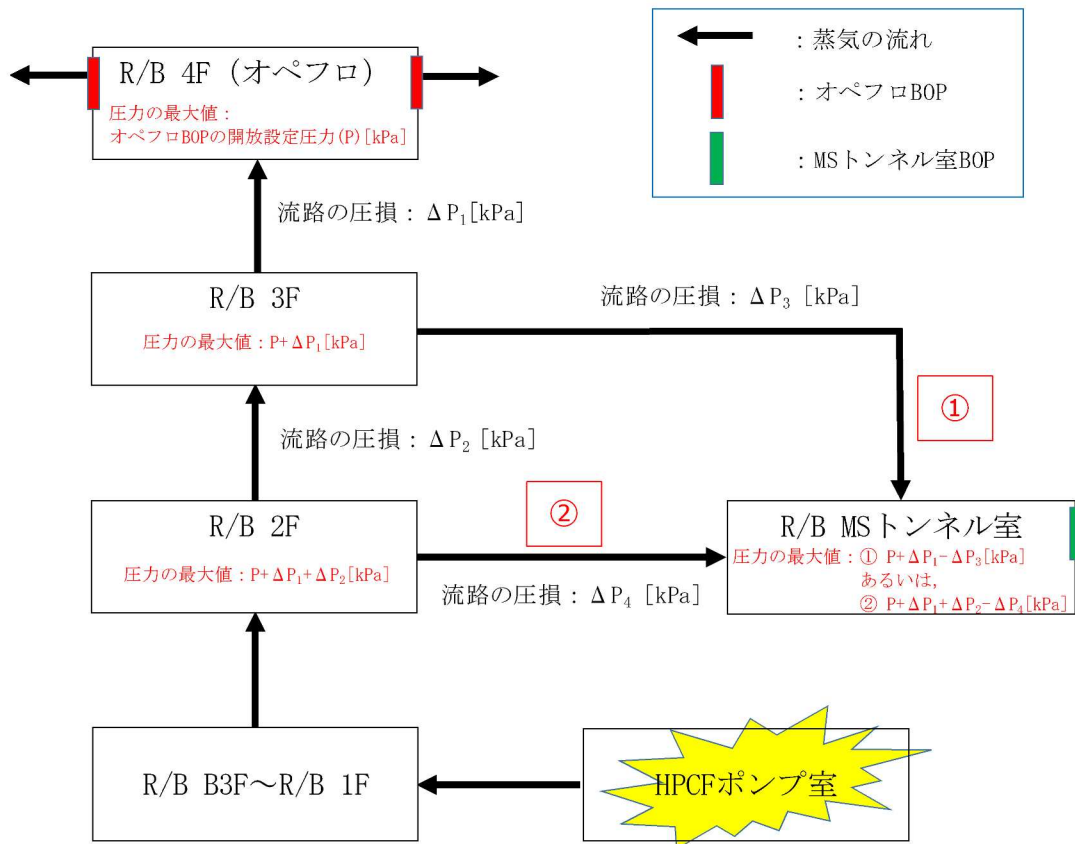 R/B 4F (オペフロ)
圧力の最大値：
オペフロBOPの開放設定圧力(P)[kPa]
：蒸気の流れ
：オペフロBOP
：MSトンネル室BOP
流路の圧損：ΔP₁[kPa]
R/B 3F
圧力の最大値：P+ΔP₁[kPa]
流路の圧損：ΔP₃ [kPa]
①
流路の圧損：ΔP₂ [kPa]
R/B 2F
圧力の最大値：P+ΔP₁+ΔP₂[kPa]
②
流路の圧損：ΔP₄ [kPa]
R/B MSトンネル室
圧力の最大値：① P+ΔP₁-ΔP₃[kPa]
あるいは,
② P+ΔP₁+ΔP₂-ΔP₄[kPa]
R/B B3F～R/B 1F
HPCFポンプ室